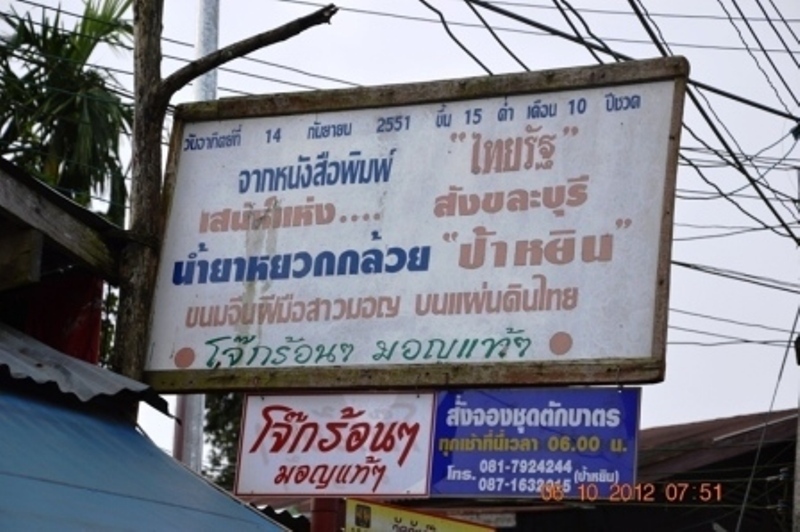 วันอาทิตย์ที่ 14 กันยายน 2551 ขึ้น 15 ค่ำ เดือน 10 ปีชวด
จากหนังสือพิมพ์ "ไทยรัฐ"
เสน่ห์แห่ง.... สังขละบุรี
น้ำยาหยวกกล้วย "ป้าหยิน"
ขนมจีนฝีมือสาวมอญ บนแผ่นดินไทย
โจ๊กร้อนๆ มอญแท้ๆ
โจ๊กร้อนๆ
มอญแท้ๆ
สั่งจองชุดตักบาตร
ทุกเช้าที่นี่เวลา 06.00 น.
โทร. 081-7924244 (ป้าหยิน)
087-163
10 2012 07:51